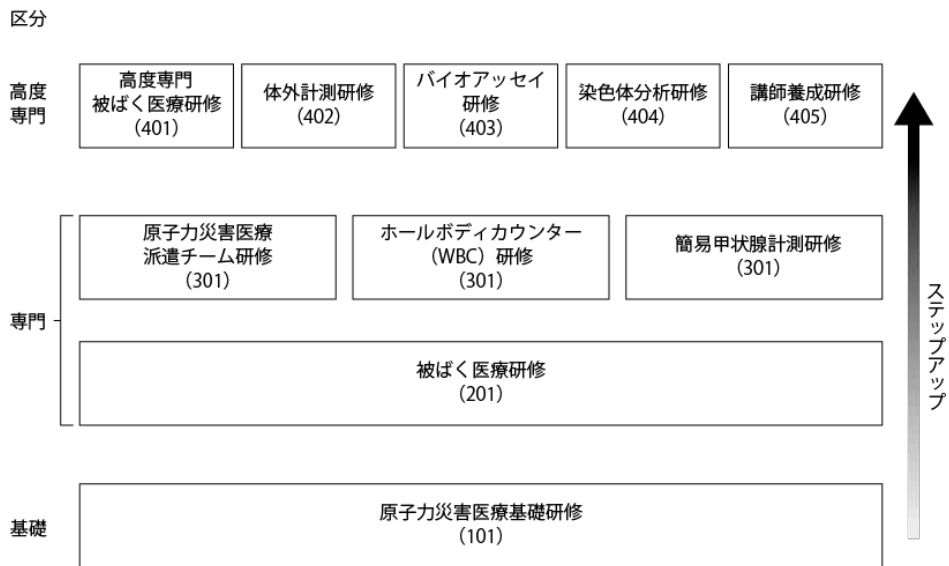 区分
高度
専門
高度専門
被ばく医療研修
（401）
体外計測研修
（402）
バイオアッセイ
研修
（403）
染色体分析研修
（404）
講師養成研修
（405）
専門
原子力災害医療
派遣チーム研修
（301）
ホールボディカウンター
（WBC）研修
（301）
簡易甲状腺計測研修
（301）
被ばく医療研修
（201）
基礎
原子力災害医療基礎研修
（101）
ステップアップ